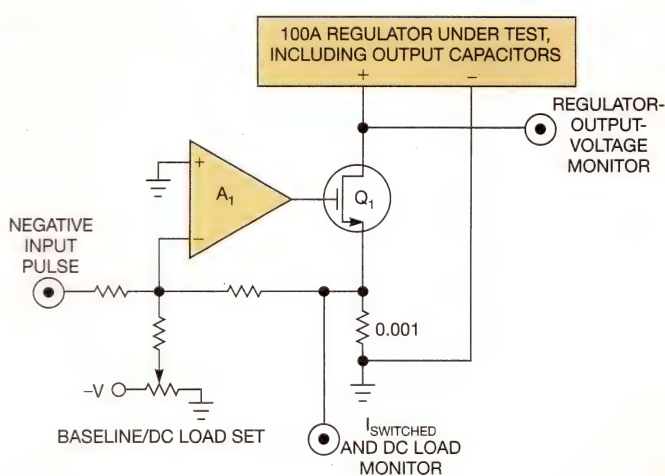 100A REGULATOR UNDER TEST,
INCLUDING OUTPUT CAPACITORS
+ −
REGULATOR-
OUTPUT-
VOLTAGE
MONITOR
+
A1
−
Q1
NEGATIVE
INPUT
PULSE
0.001
−V
BASELINE/DC LOAD SET
ISWITCHED
AND DC LOAD
MONITOR